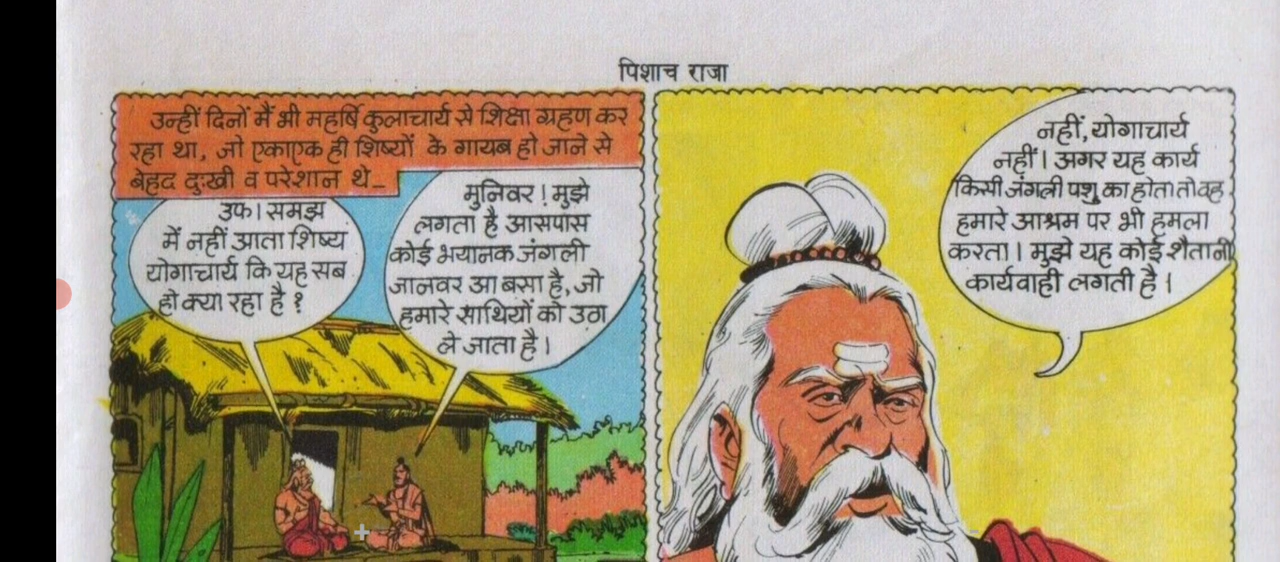 पिशाच राजा
उन्हीं दिनों मैं भी महर्षि कुलाचार्य से शिक्षा ग्रहण कर
रहा था, जो एकाएक ही शिष्यों के गायब हो जाने से
बेहद दुःखी व परेशान थे_
उफ। समझ
में नहीं आता शिष्य
योगाचार्य कि यह सब
हो क्या रहा है ?
मुनिवर ! मुझे
लगता है आसपास
कोई भयानक जंगली
जानवर आ बसा है, जो
हमारे साथियों को उठा
ले जाता है।
नहीं, योगाचार्य
नहीं। अगर यह कार्य
किसी जंगली पशु का होता तो वह
हमारे आश्रम पर भी हमला
करता। मुझे यह कोई शैतानी
कार्यवाही लगती है।